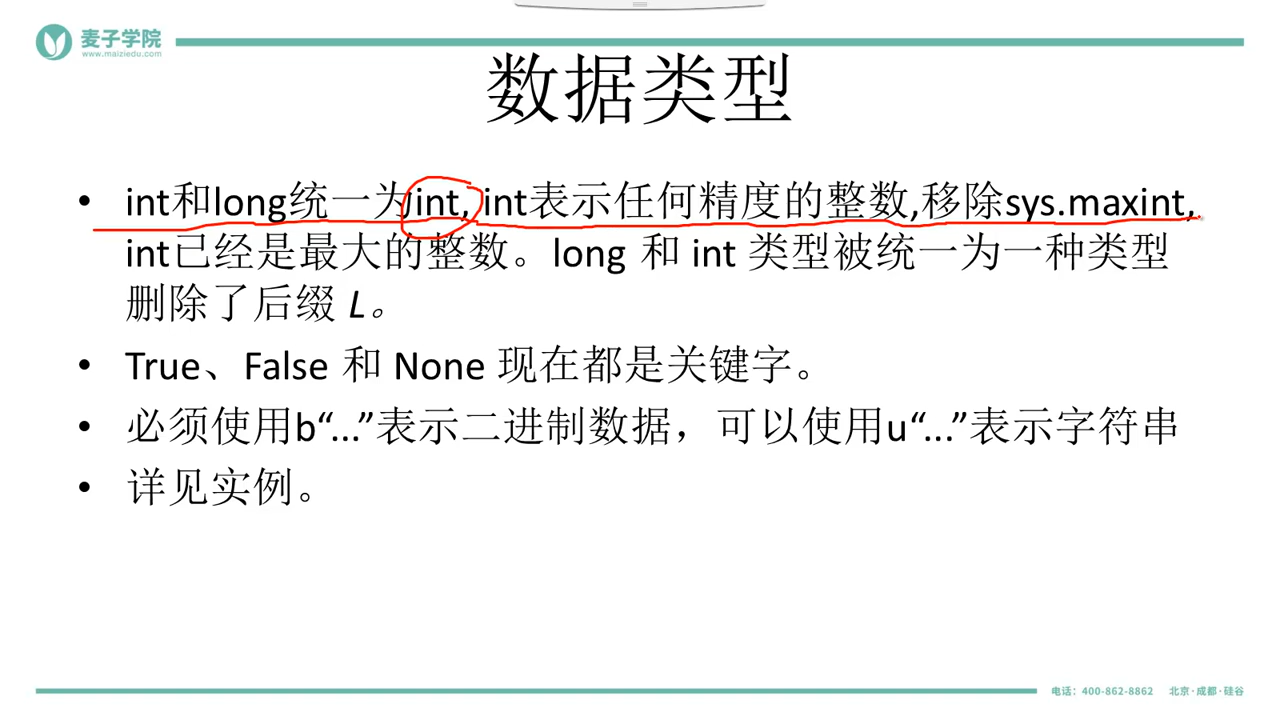 麦子学院
www.maiziedu.com
数据类型
• int和long统一为int, int表示任何精度的整数,移除sys.maxint,
int已经是最大的整数。long 和 int 类型被统一为一种类型
删除了后缀 L。
• True、False 和 None 现在都是关键字。
• 必须使用b“...”表示二进制数据，可以使用u“...”表示字符串
• 详见实例。
电话：400-862-8862 北京·成都·硅谷